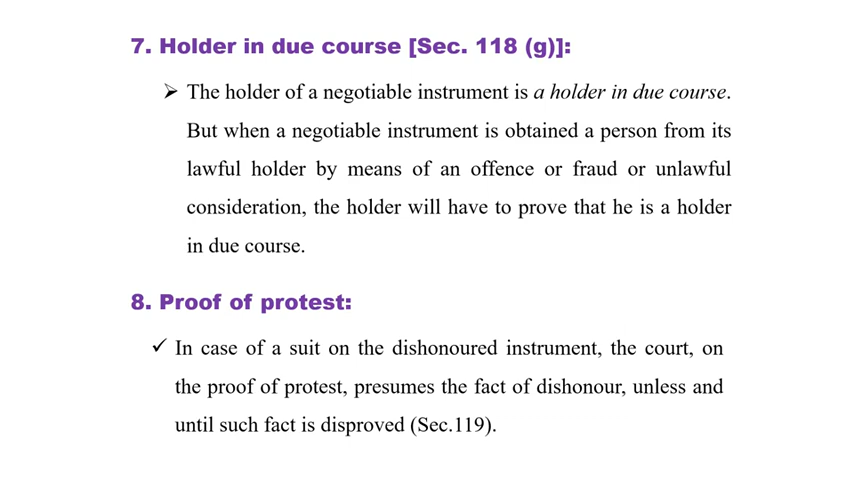 7. Holder in due course [Sec. 118 (g)]:
➢ The holder of a negotiable instrument is a holder in due course.
But when a negotiable instrument is obtained a person from its
lawful holder by means of an offence or fraud or unlawful
consideration, the holder will have to prove that he is a holder
in due course.
8. Proof of protest:
✓ In case of a suit on the dishonoured instrument, the court, on
the proof of protest, presumes the fact of dishonour, unless and
until such fact is disproved (Sec.119).